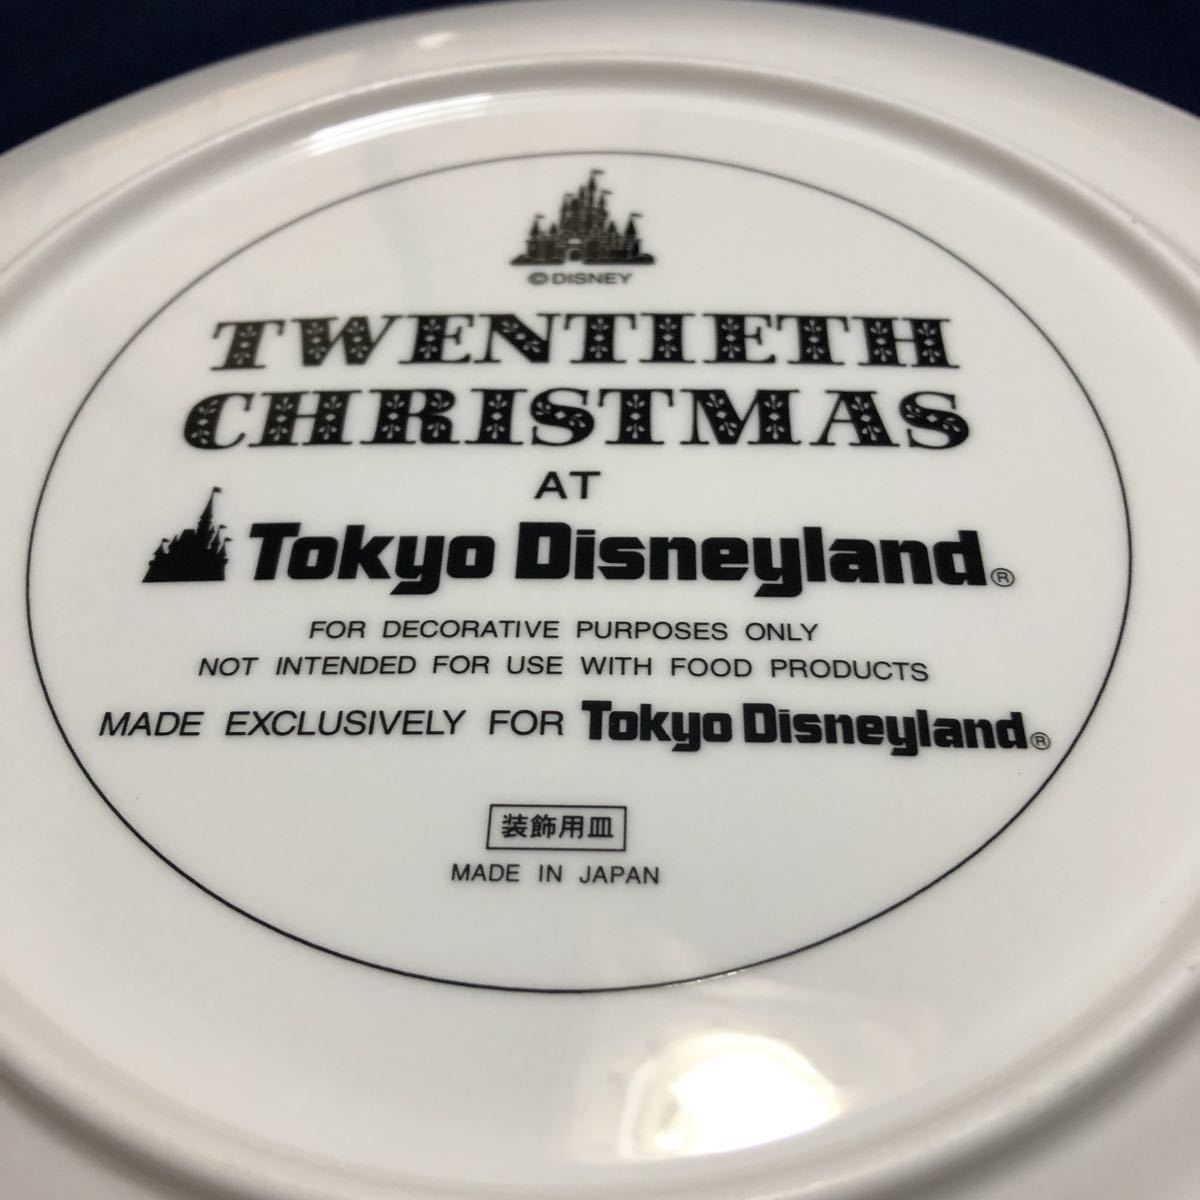 ©DISNEY
TWENTIETH
CHRISTMAS
AT
Tokyo Disneyland®
FOR DECORATIVE PURPOSES ONLY
NOT INTENDED FOR USE WITH FOOD PRODUCTS
MADE EXCLUSIVELY FOR Tokyo Disneyland®
装飾用皿
MADE IN JAPAN